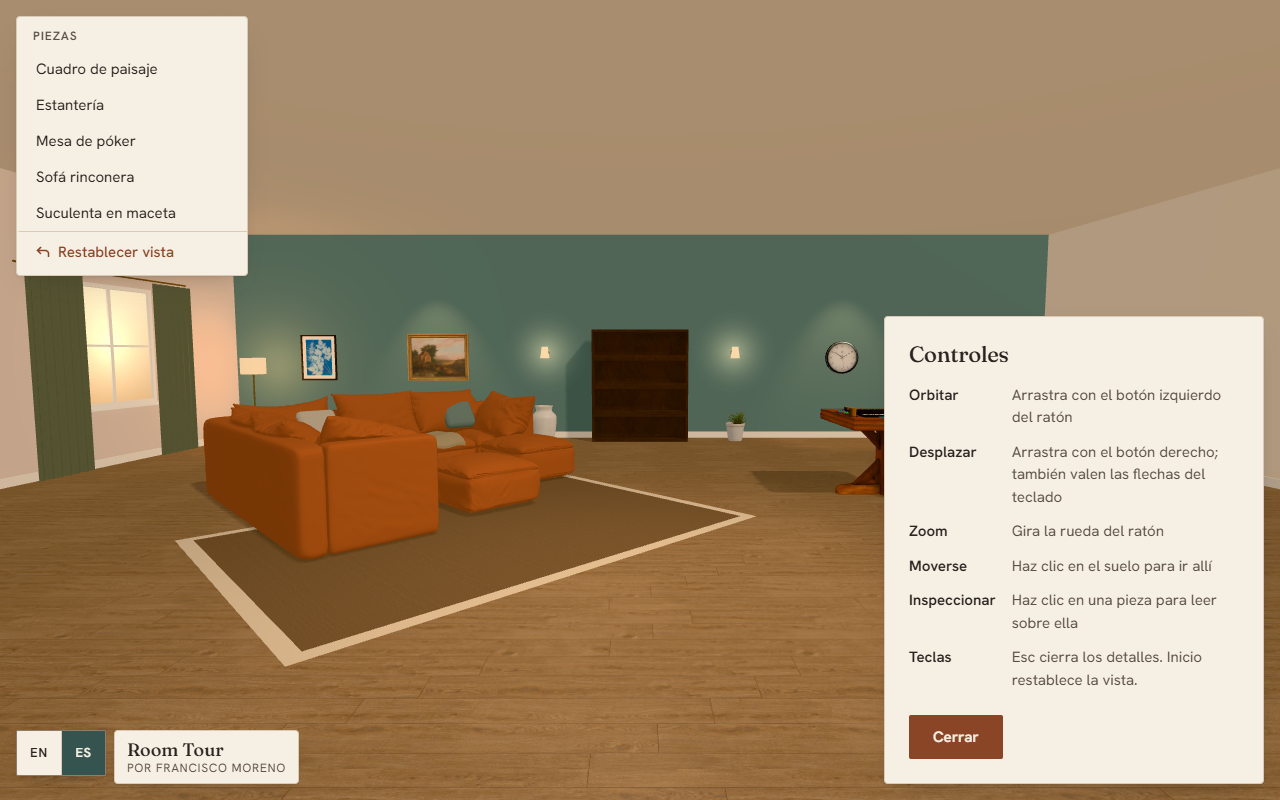 PIEZAS
Cuadro de paisaje
Estantería
Mesa de póker
Sofá rinconera
Suculenta en maceta
Restablecer vista
Controles
Orbitar
Arrastra con el botón izquierdo
del ratón
Desplazar
Arrastra con el botón derecho;
también valen las flechas del
teclado
Zoom
Gira la rueda del ratón
Moverse
Haz clic en el suelo para ir allí
Inspeccionar
Haz clic en una pieza para leer
sobre ella
Teclas
Esc cierra los detalles. Inicio
restablece la vista.
Cerrar
EN
ES
Room Tour
POR FRANCISCO MORENO